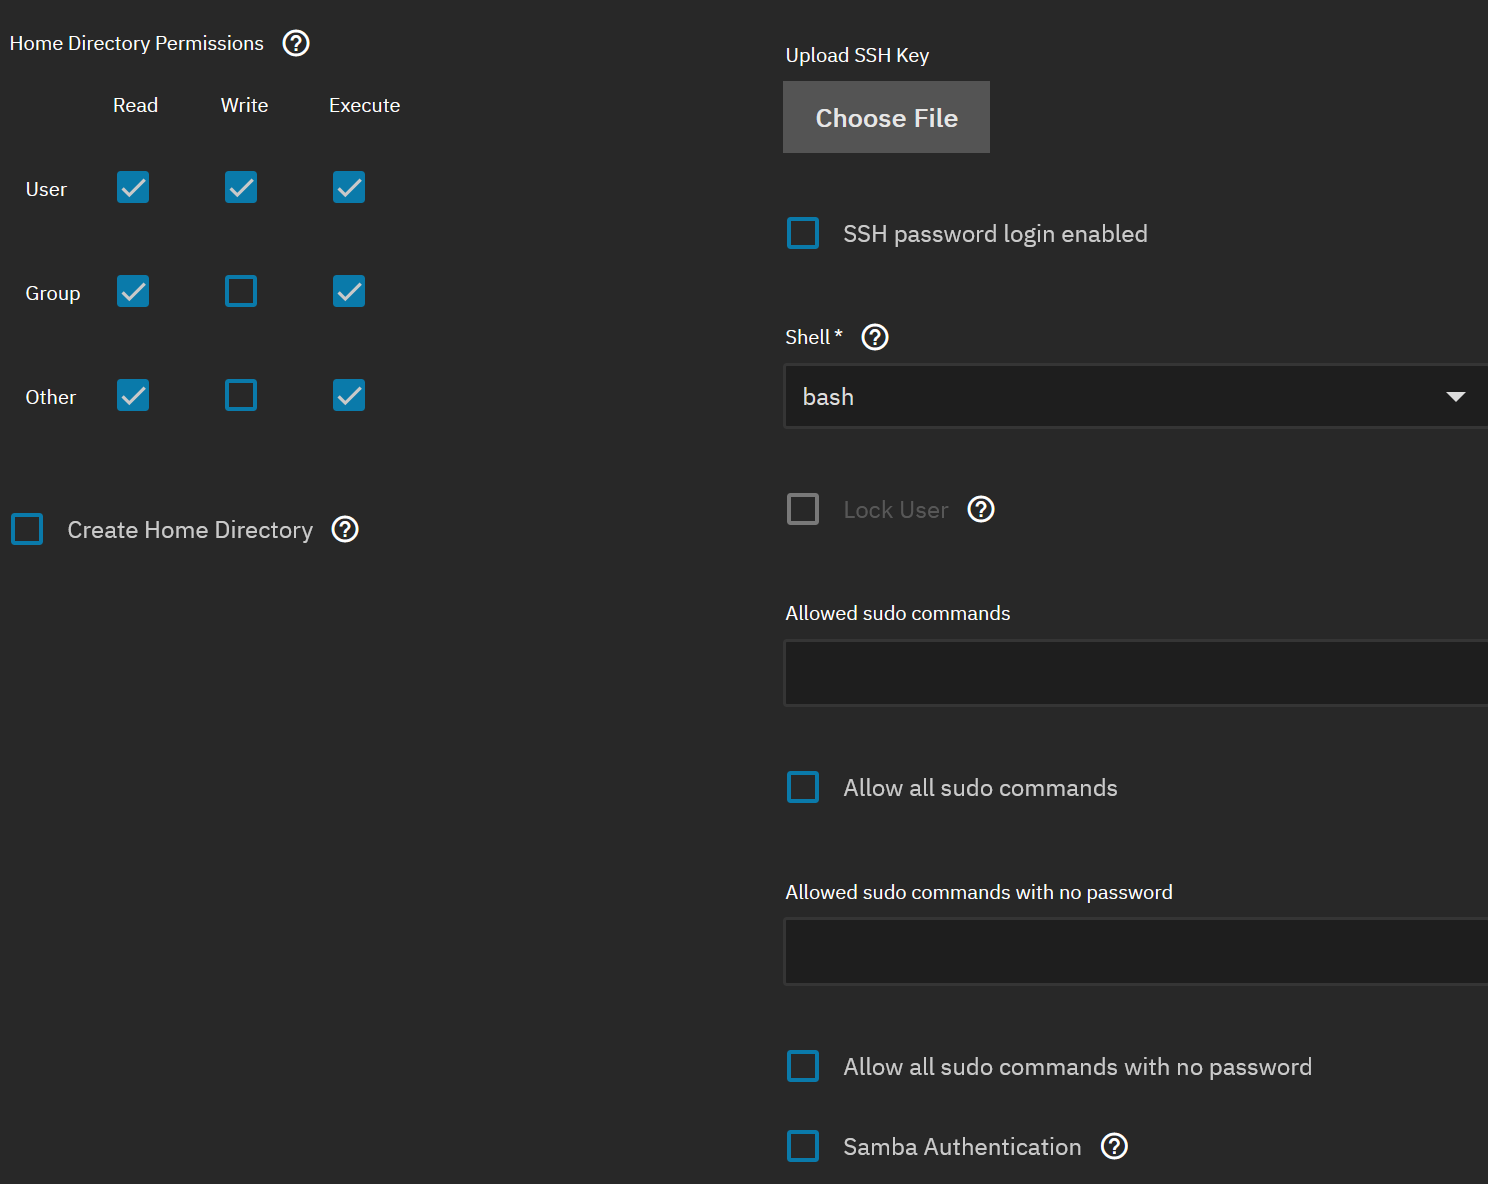 Home Directory Permissions
Read Write Execute
User
Group
Other
Create Home Directory
Upload SSH Key
Choose File
SSH password login enabled
Shell *
bash
Lock User
Allowed sudo commands
Allow all sudo commands
Allowed sudo commands with no password
Allow all sudo commands with no password
Samba Authentication